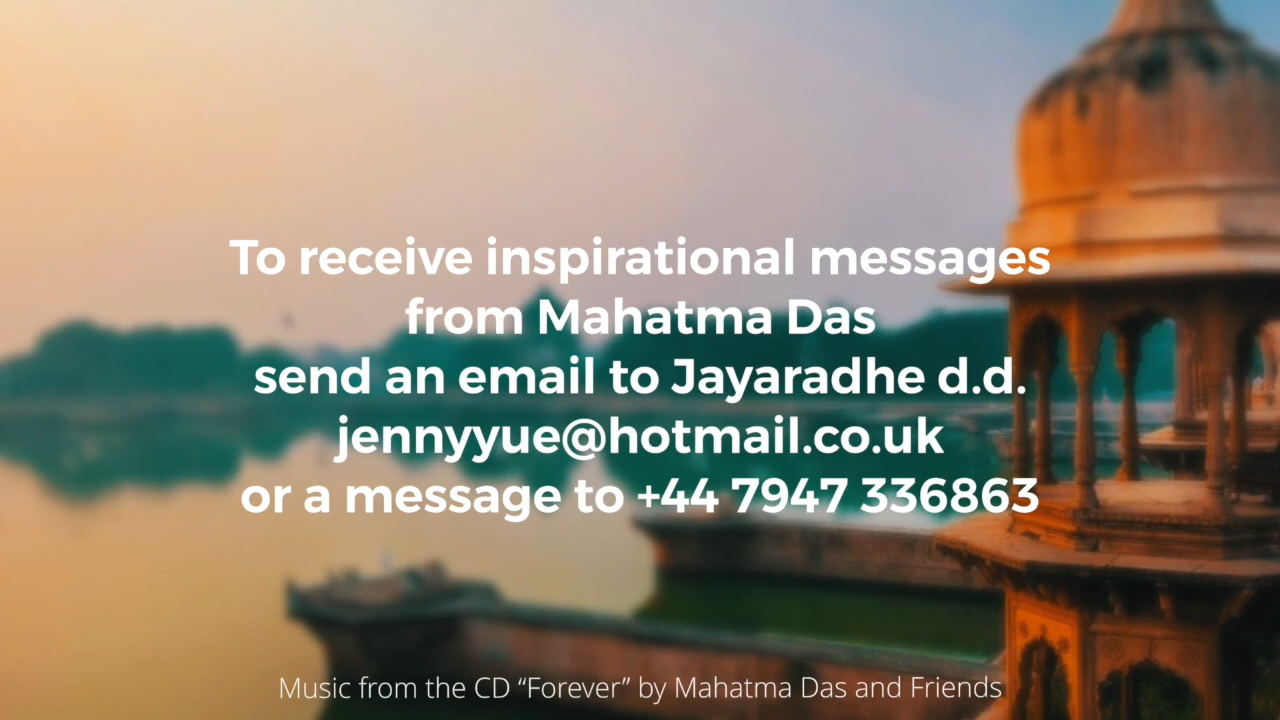 To receive inspirational messages
from Mahatma Das
send an email to Jayaradhe d.d.
jennyyue@hotmail.co.uk
or a message to +44 7947 336863
Music from the CD “Forever” by Mahatma Das and Friends